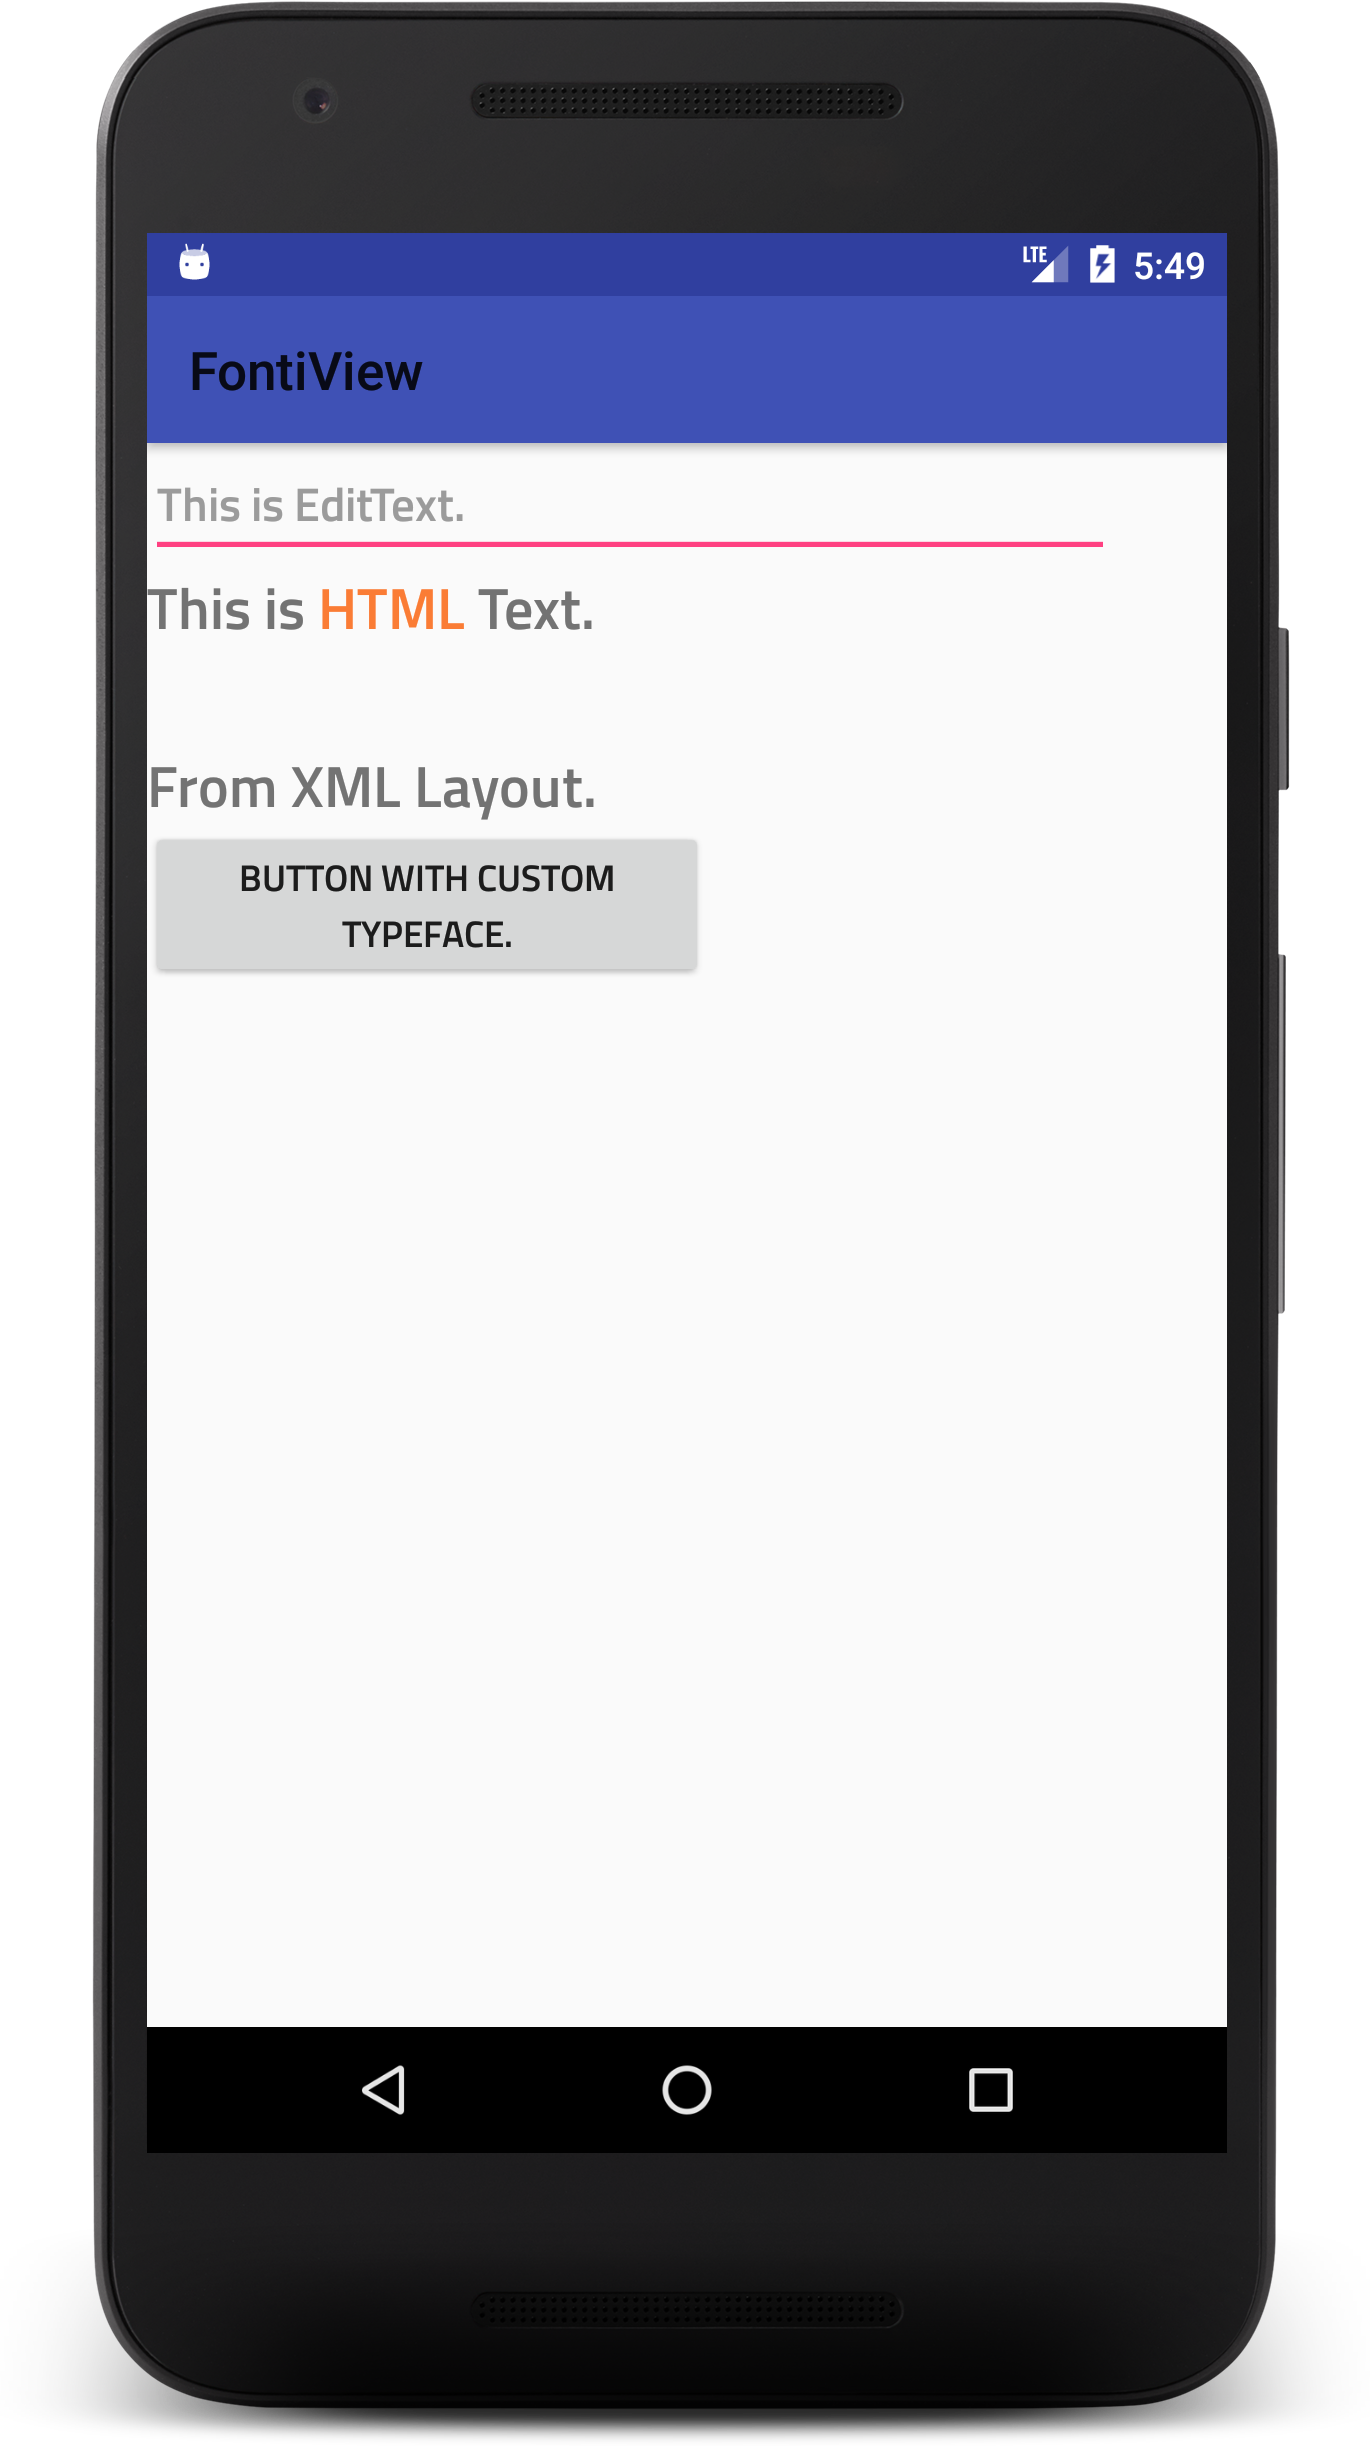 LTE 5:49
FontiView
This is EditText.
This is HTML Text.
From XML Layout.
BUTTON WITH CUSTOM
TYPEFACE.